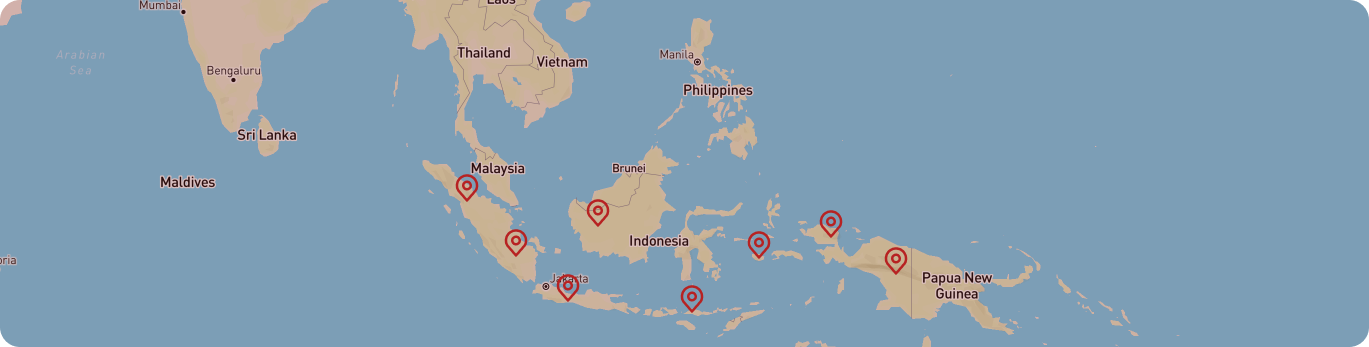 Laos
Mumbai
Arabian
Sea
Thailand
Manila
Vietnam
Bengaluru
Philippines
Sri Lanka
Malaysia
Brunei
Maldives
Indonesia
oria
Jakarta
Papua New
Guinea